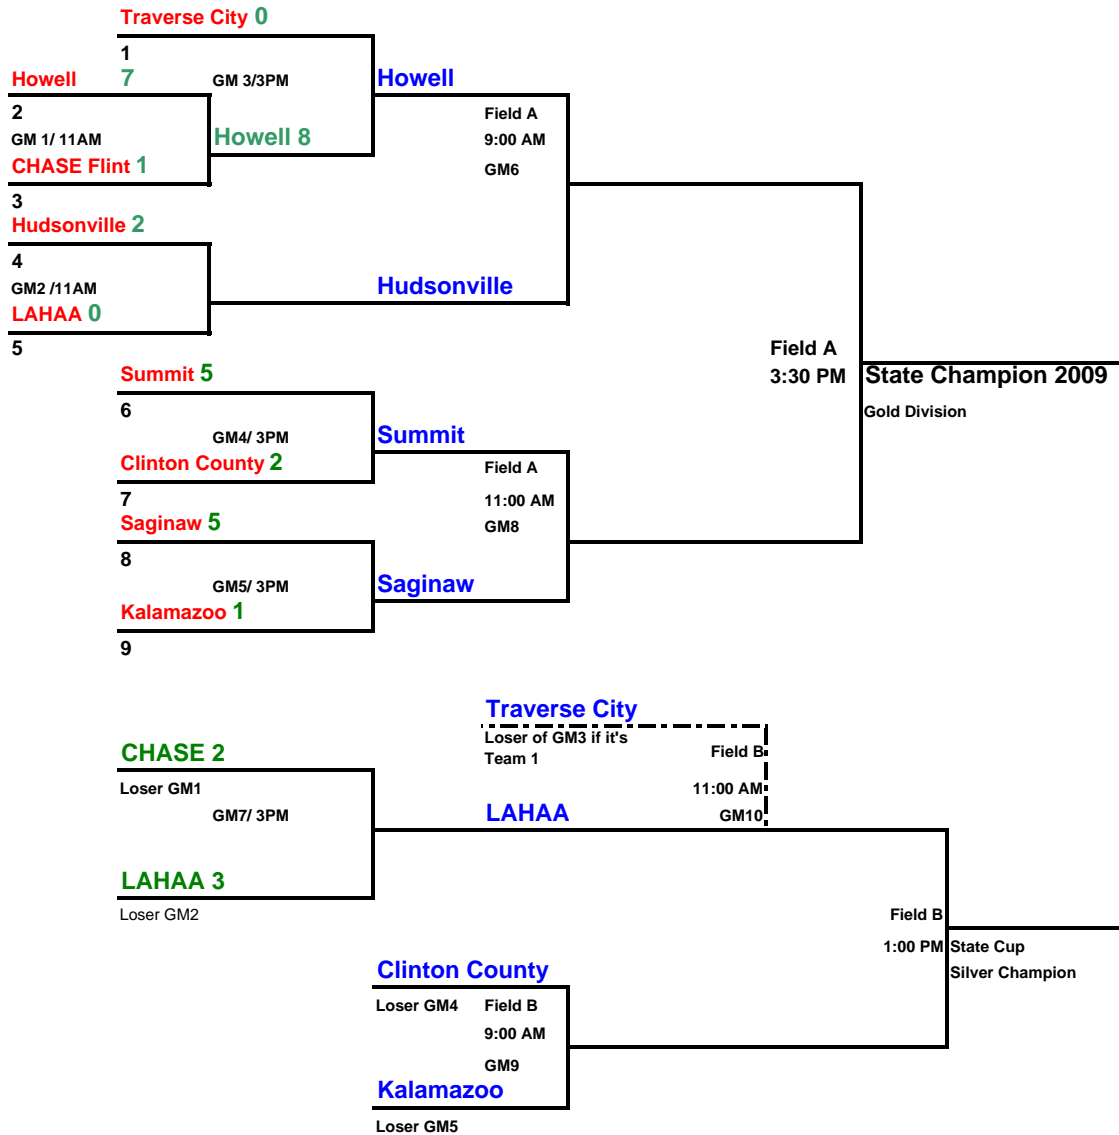 Traverse City 0
1
Howell 7
GM 3/3PM
Howell
2
Field A
GM 1/ 11AM
Howell 8
9:00 AM
CHASE Flint 1
GM6
3
Hudsonville 2
4
GM2 /11AM
Hudsonville
LAHAA 0
5
Field A
Summit 5
3:30 PM
State Champion 2009
6
Gold Division
GM4/ 3PM
Summit
Clinton County 2
Field A
7
11:00 AM
Saginaw 5
GM8
8
GM5/ 3PM
Saginaw
Kalamazoo 1
9
Traverse City
Loser of GM3 if it's
Team 1
Field B
CHASE 2
Loser GM1
11:00 AM
GM7/ 3PM
LAHAA
GM10
LAHAA 3
Loser GM2
Field B
1:00 PM
State Cup
Silver Champion
Clinton County
Loser GM4
Field B
9:00 AM
GM9
Kalamazoo
Loser GM5